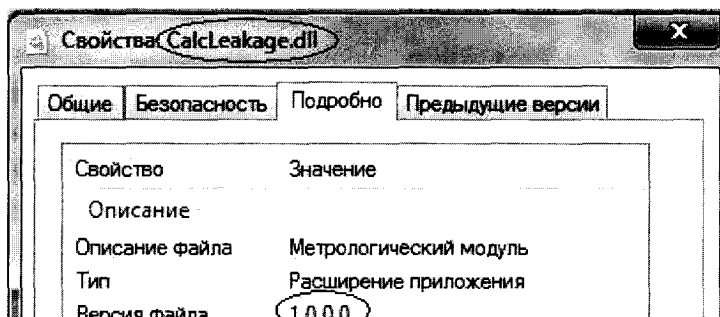 Свойства: CalcLeakage.dll
Общие Безопасность Подробно Предыдущие версии
Свойство Значение
Описание
Описание файла Метрологический модуль
Тип Расширение приложения
Версия файла 1.0.0.0